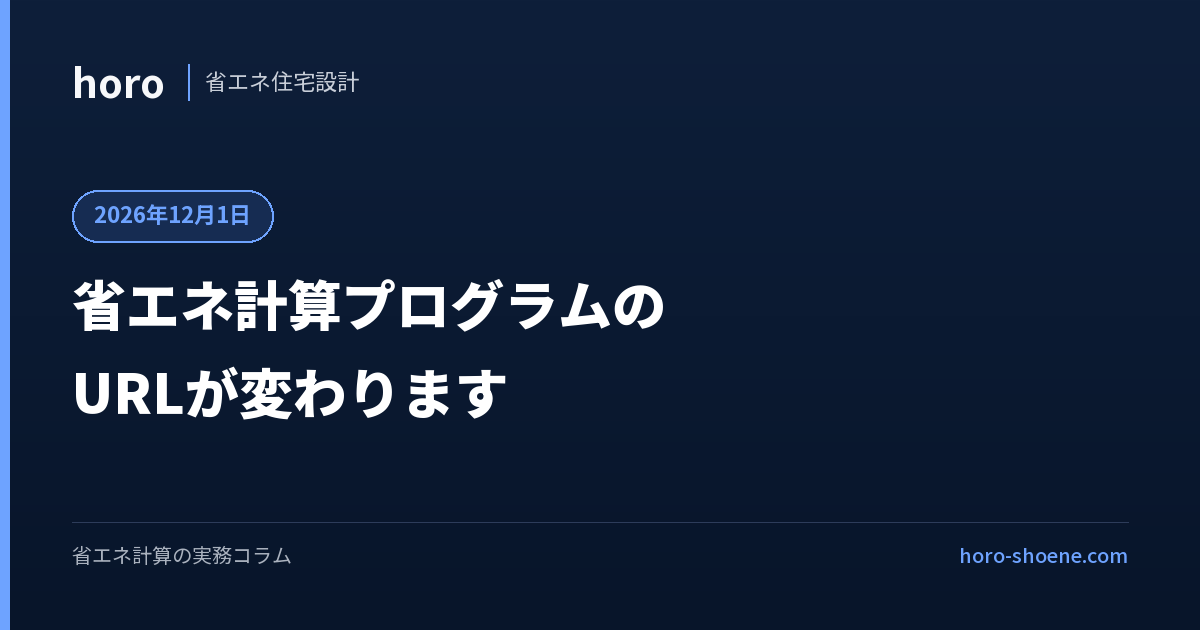 horo
省エネ住宅設計
2026年12月1日
省エネ計算プログラムの
URLが変わります
省エネ計算の実務コラム
horo-shoene.com